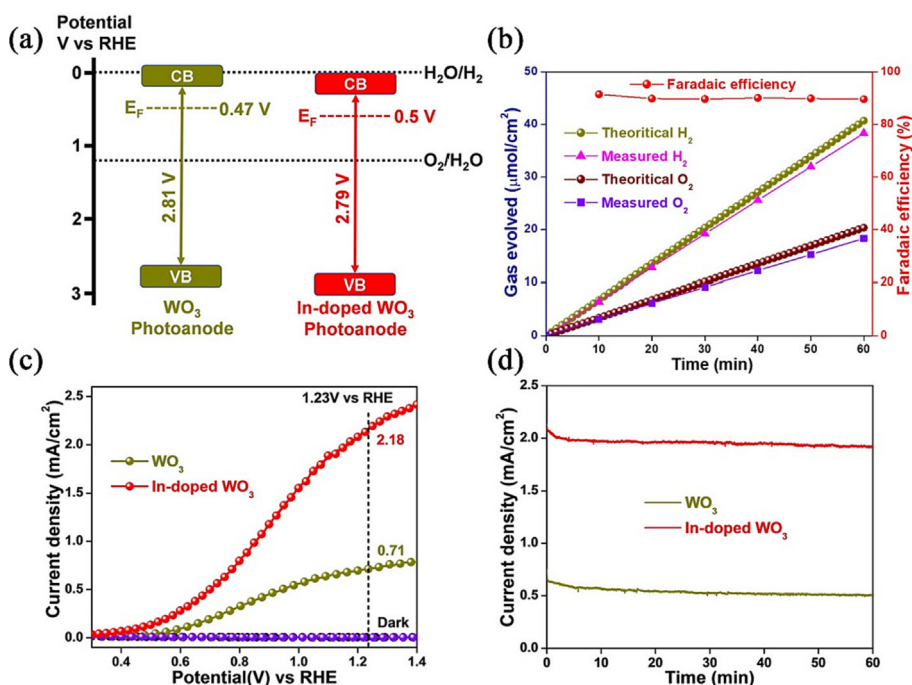 (a)
Potential
V vs RHE
0
1
2
3
CB
CB
H₂O/H₂
E_F
0.47 V
E_F
0.5 V
O₂/H₂O
2.81 V
2.79 V
VB
VB
WO₃
Photoanode
In-doped WO₃
Photoanode
(b)
Gas evolved (μmol/cm²)
50
40
30
20
10
0
Faradaic efficiency
Theoritical H₂
Measured H₂
Theoritical O₂
Measured O₂
100
80
60
40
20
0
Faradaic efficiency (%)
0 10 20 30 40 50 60
Time (min)
(c)
Current density (mA/cm²)
2.5
2.0
1.5
1.0
0.5
0.0
1.23V vs RHE
2.18
WO₃
In-doped WO₃
0.71
Dark
0.4 0.6 0.8 1.0 1.2 1.4
Potential(V) vs RHE
(d)
Current density (mA/cm²)
2.5
2.0
1.5
1.0
0.5
0.0
WO₃
In-doped WO₃
0 10 20 30 40 50 60
Time (min)